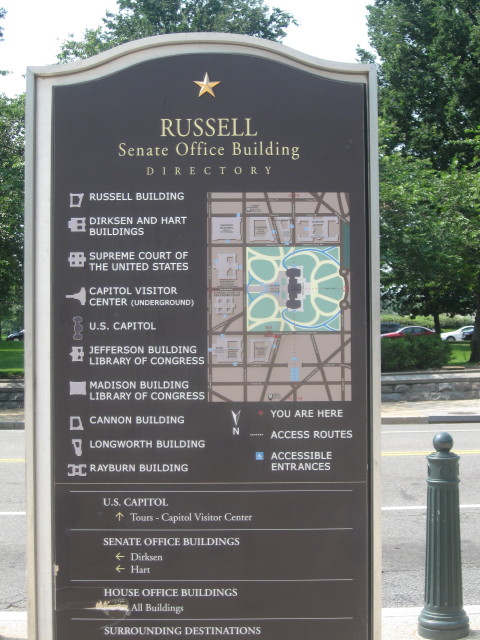 RUSSELL
Senate Office Building
DIRECTORY
RUSSELL BUILDING
DIRKSEN AND HART
BUILDINGS
SUPREME COURT OF
THE UNITED STATES
CAPITOL VISITOR
CENTER (UNDERGROUND)
U.S. CAPITOL
JEFFERSON BUILDING
LIBRARY OF CONGRESS
MADISON BUILDING
LIBRARY OF CONGRESS
CANNON BUILDING
LONGWORTH BUILDING
RAYBURN BUILDING
N
YOU ARE HERE
ACCESS ROUTES
ACCESSIBLE
ENTRANCES
U.S. CAPITOL
↑ Tours - Capitol Visitor Center
SENATE OFFICE BUILDINGS
← Dirksen
← Hart
HOUSE OFFICE BUILDINGS
All Buildings
SURROUNDING DESTINATIONS